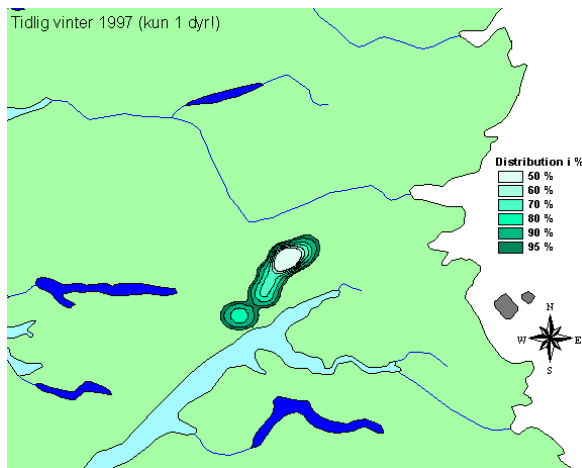 Tidlig vinter 1997 (kun 1 dyr!)
Distribution i %
50 %
60 %
70 %
80 %
90 %
95 %
N
W E
S